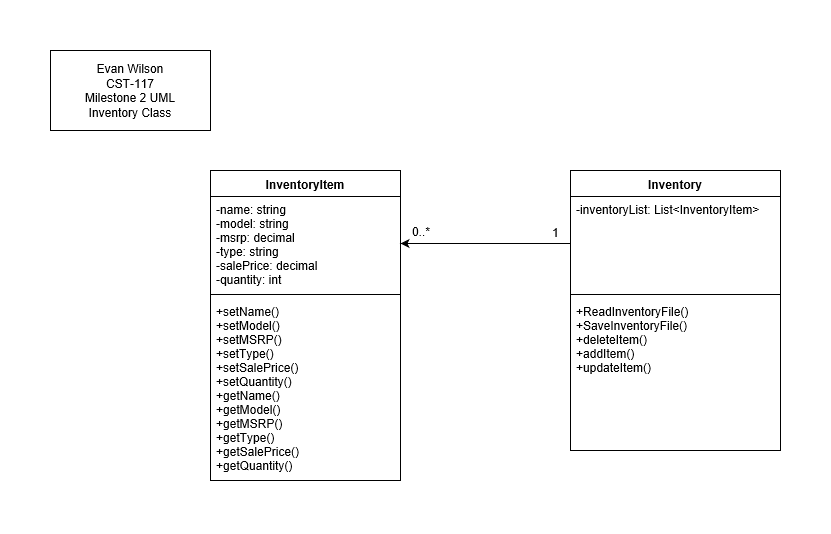 Evan Wilson
CST-117
Milestone 2 UML
Inventory Class
InventoryItem
-name: string
-model: string
-msrp: decimal
-type: string
-salePrice: decimal
-quantity: int
+setName()
+setModel()
+setMSRP()
+setType()
+setSalePrice()
+setQuantity()
+getName()
+getModel()
+getMSRP()
+getType()
+getSalePrice()
+getQuantity()
0..*
1
Inventory
-inventoryList: List<InventoryItem>
+ReadInventoryFile()
+SaveInventoryFile()
+deleteItem()
+addItem()
+updateItem()